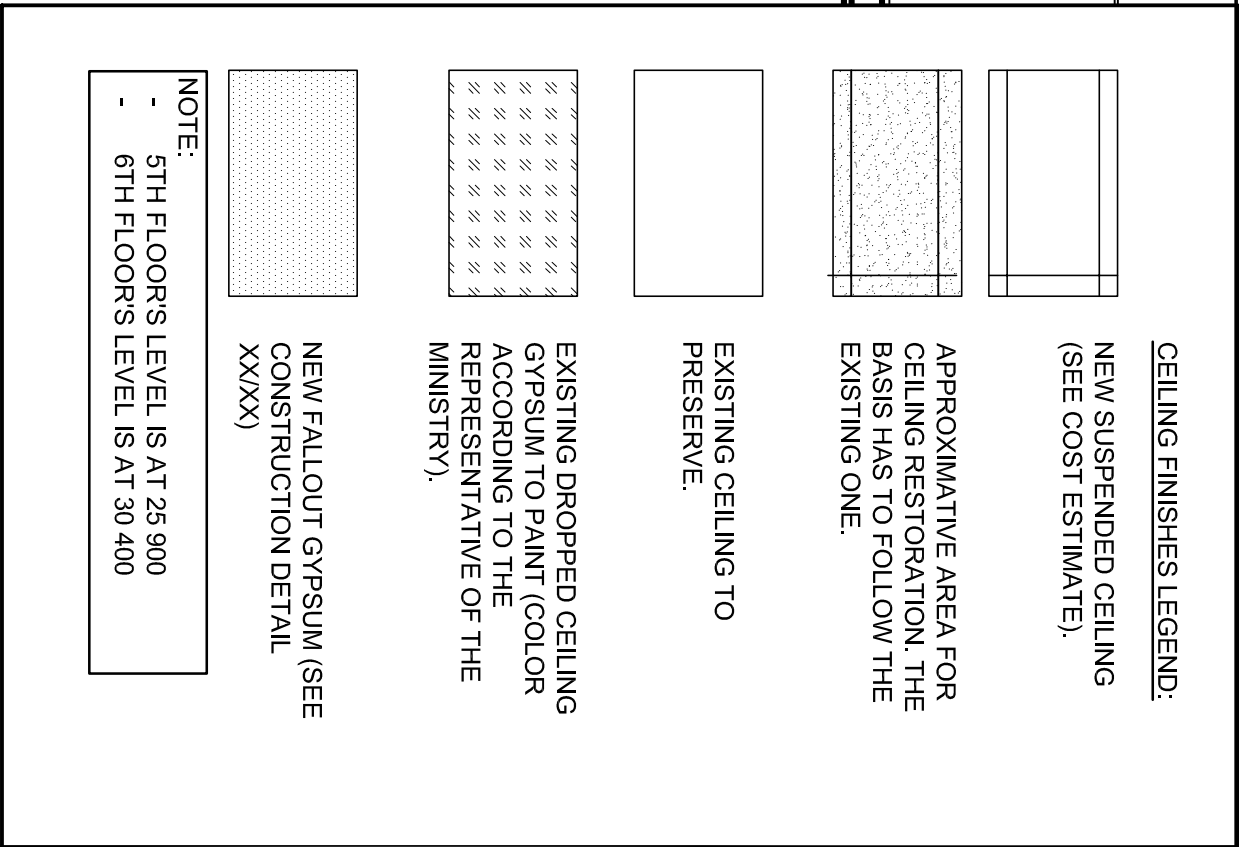 CEILING FINISHES LEGEND:
NEW SUSPENDED CEILING
(SEE COST ESTIMATE).
APPROXIMATIVE AREA FOR
CEILING RESTORATION. THE
BASIS HAS TO FOLLOW THE
EXISTING ONE.
EXISTING CEILING TO
PRESERVE.
EXISTING DROPPED CEILING
GYPSUM TO PAINT (COLOR
ACCORDING TO THE
REPRESENTATIVE OF THE
MINISTRY).
NEW FALLOUT GYPSUM (SEE
CONSTRUCTION DETAIL
XX/XX)
NOTE:
- 5TH FLOOR'S LEVEL IS AT 25 900
- 6TH FLOOR'S LEVEL IS AT 30 400